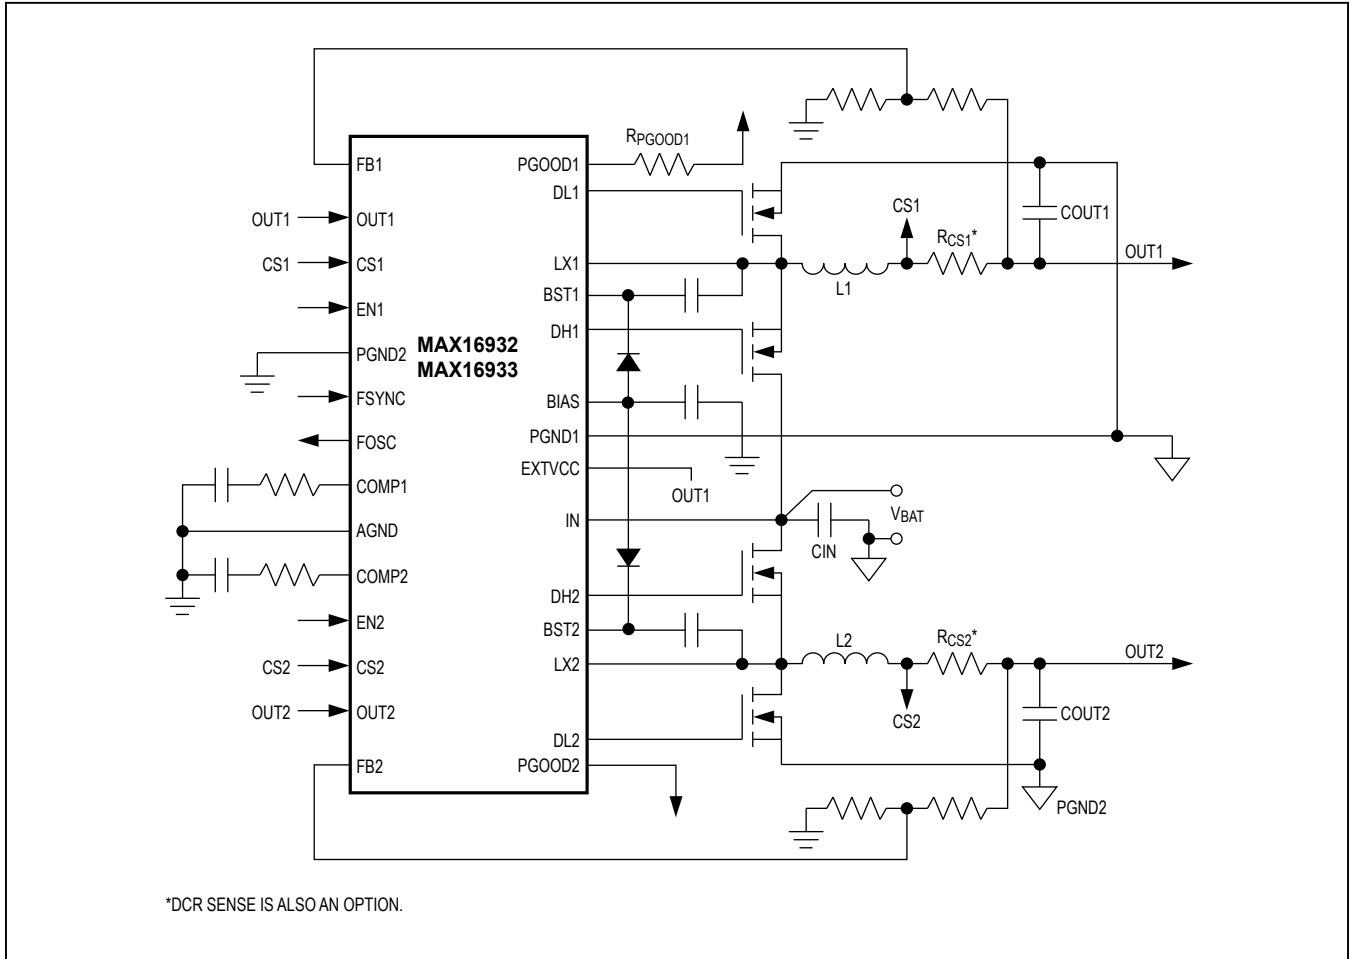 FB1
OUT1
OUT1
CS1
CS1
EN1
PGND2
FSYNC
FOSC
COMP1
AGND
COMP2
EN2
CS2
CS2
OUT2
OUT2
FB2
MAX16932
MAX16933
PGOOD1
DL1
LX1
BST1
DH1
BIAS
PGND1
EXTVCC
IN
DH2
BST2
LX2
DL2
PGOOD2
RPGOOD1
CS1
RCS1*
COUT1
OUT1
L1
OUT1
VBAT
CIN
L2
RCS2*
OUT2
CS2
COUT2
PGND2
*DCR SENSE IS ALSO AN OPTION.